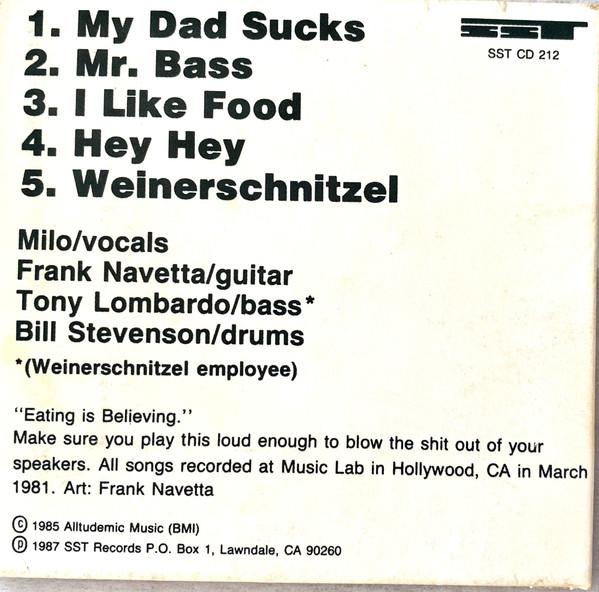 1. My Dad Sucks
2. Mr. Bass
3. I Like Food
4. Hey Hey
5. Weinerschnitzel
SST
SST CD 212
Milo/vocals
Frank Navetta/guitar
Tony Lombardo/bass*
Bill Stevenson/drums
*(Weinerschnitzel employee)
"Eating is Believing."
Make sure you play this loud enough to blow the shit out of your
speakers. All songs recorded at Music Lab in Hollywood, CA in March
1981. Art: Frank Navetta
© 1985 Alltudemic Music (BMI)
℗ 1987 SST Records P.O. Box 1, Lawndale, CA 90260